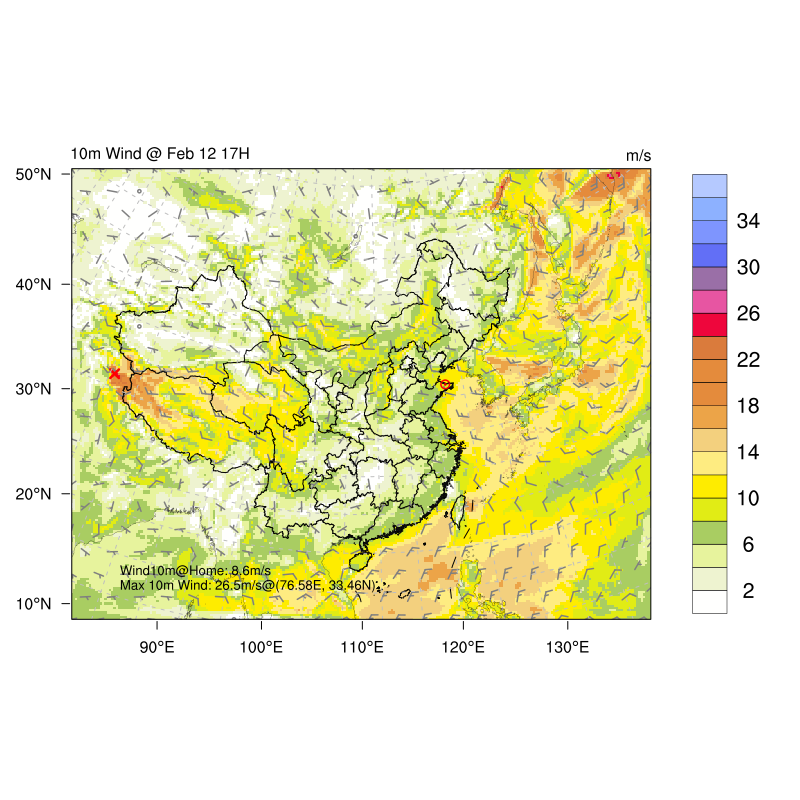 10m Wind @ Feb 12 17H
m/s
50°N
40°N
30°N
20°N
10°N
90°E
100°E
110°E
120°E
130°E
34
30
26
22
18
14
10
6
2
Wind10m@Home: 8.6m/s
Max 10m Wind: 26.5m/s@(76.58E, 33.46N)